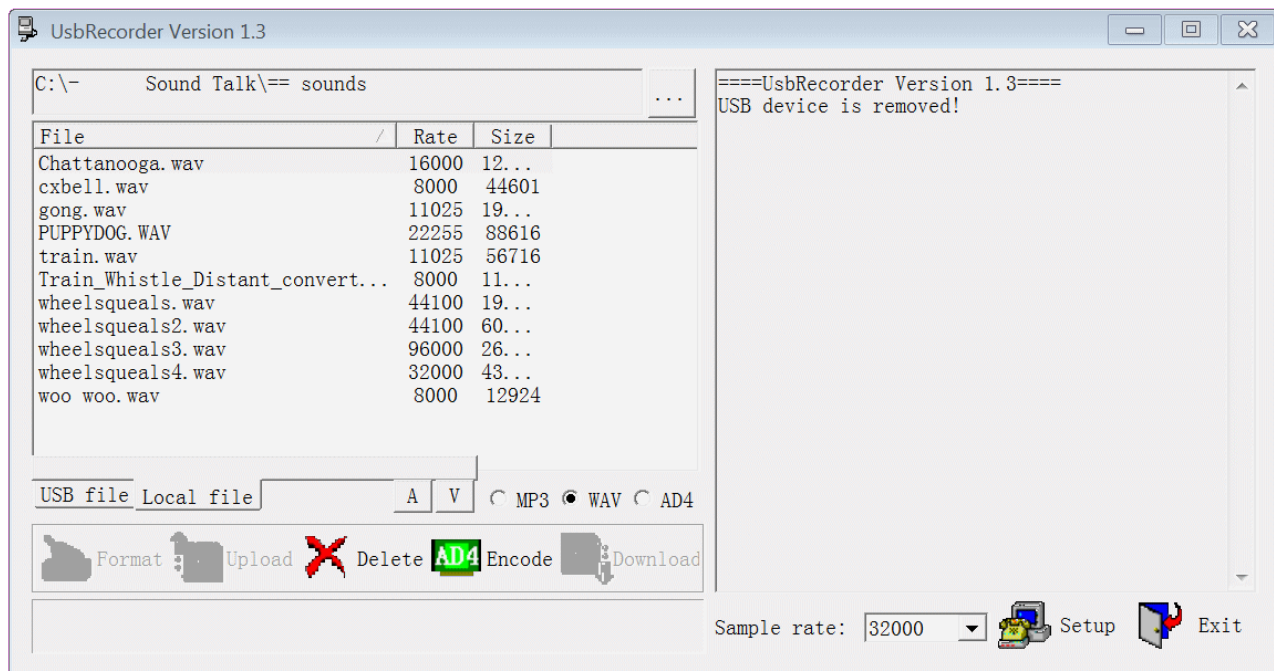 UsbRecorder Version 1.3
C:\-      Sound Talk\== sounds
...
File / Rate Size
Chattanooga.wav 16000 12...
cxbell.wav 8000 44601
gong.wav 11025 19...
PUPPYDOG.WAV 22255 88616
train.wav 11025 56716
Train_Whistle_Distant_convert... 8000 11...
wheelsqueals.wav 44100 19...
wheelsqueals2.wav 44100 60...
wheelsqueals3.wav 96000 26...
wheelsqueals4.wav 32000 43...
woo woo.wav 8000 12924
USB file Local file A V MP3 WAV AD4
Format Upload Delete AD4 Encode Download
====UsbRecorder Version 1.3====
USB device is removed!
Sample rate: 32000 Setup Exit